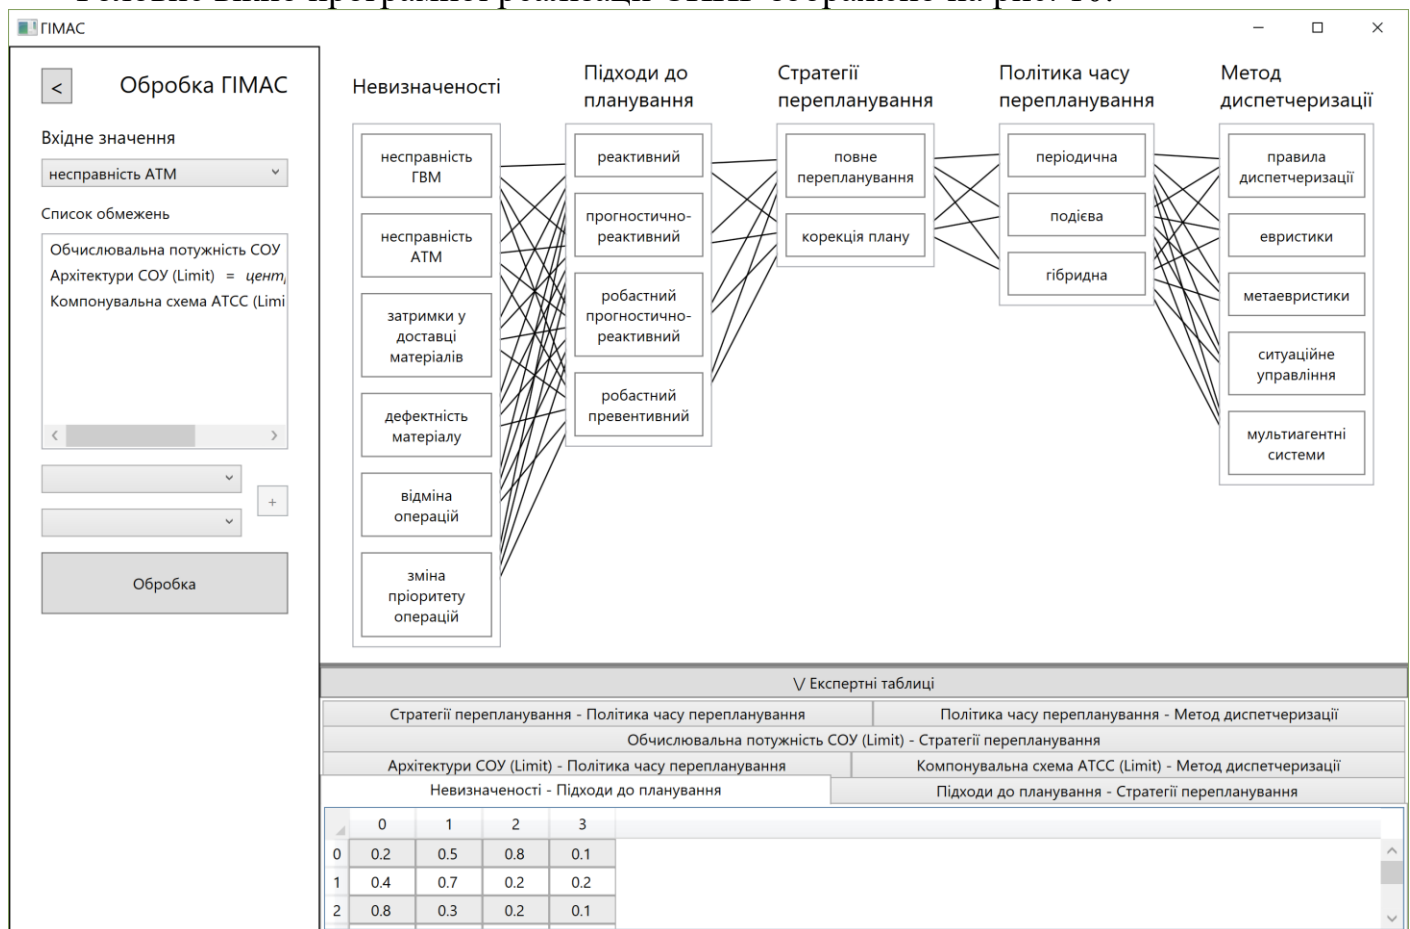 ГІМАС
<
Обробка ГІМАС
Вхідне значення
несправність АТМ
Список обмежень
Обчислювальна потужність СОУ
Архітектури СОУ (Limit) =
Компонувальна схема АТСС (Limi
+
Обробка
Невизначеності
несправність
ГВМ
несправність
АТМ
затримки у
доставці
матеріалів
дефектність
матеріалу
відміна
операцій
зміна
пріоритету
операцій
Підходи до
планування
реактивний
прогностично-
реактивний
робастний
прогностично-
реактивний
робастний
превентивний
Стратегії
перепланування
повне
перепланування
корекція плану
Політика часу
перепланування
періодична
подієва
гібридна
Метод
диспетчеризації
правила
диспетчеризації
евристики
метаевристики
ситуаційне
управління
мультиагентні
системи
\/ Експертні таблиці
Стратегії перепланування - Політика часу перепланування
Політика часу перепланування - Метод диспетчеризації
Обчислювальна потужність СОУ (Limit) - Стратегії перепланування
Архітектури СОУ (Limit) - Політика часу перепланування
Компонувальна схема АТСС (Limit) - Метод диспетчеризації
Невизначеності - Підходи до планування
Підходи до планування - Стратегії перепланування
0 1 2 3
0 0.2 0.5 0.8 0.1
1 0.4 0.7 0.2 0.2
2 0.8 0.3 0.2 0.1